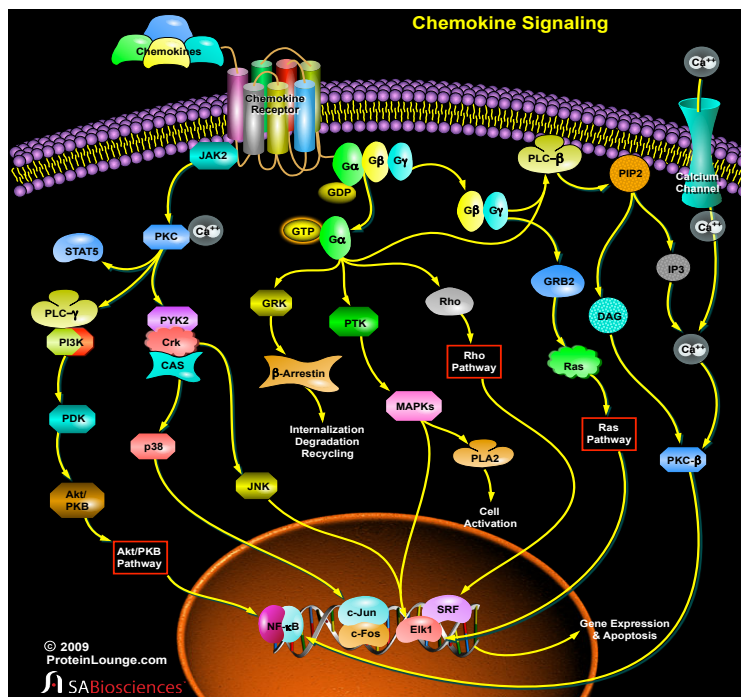 Chemokine Signaling
Chemokines
Ca++
Chemokine
Receptor
JAK2
Gα
Gβ
Gγ
GDP
PLC-β
PIP2
Calcium
Channel
GTP
Gα
Gβ
Gγ
PKC
Ca++
Ca++
STAT5
IP3
GRB2
PLC-γ
PI3K
PYK2
Crk
CAS
GRK
PTK
Rho
DAG
Ca++
β-Arrestin
Rho
Pathway
Ras
PDK
p38
Internalization
Degradation
Recycling
MAPKs
Ras
Pathway
PLA2
PKC-β
Akt/
PKB
JNK
Cell
Activation
Akt/PKB
Pathway
NF-κB
c-Jun
c-Fos
Elk1
SRF
Gene Expression
& Apoptosis
© 2009
ProteinLounge.com
SABiosciences